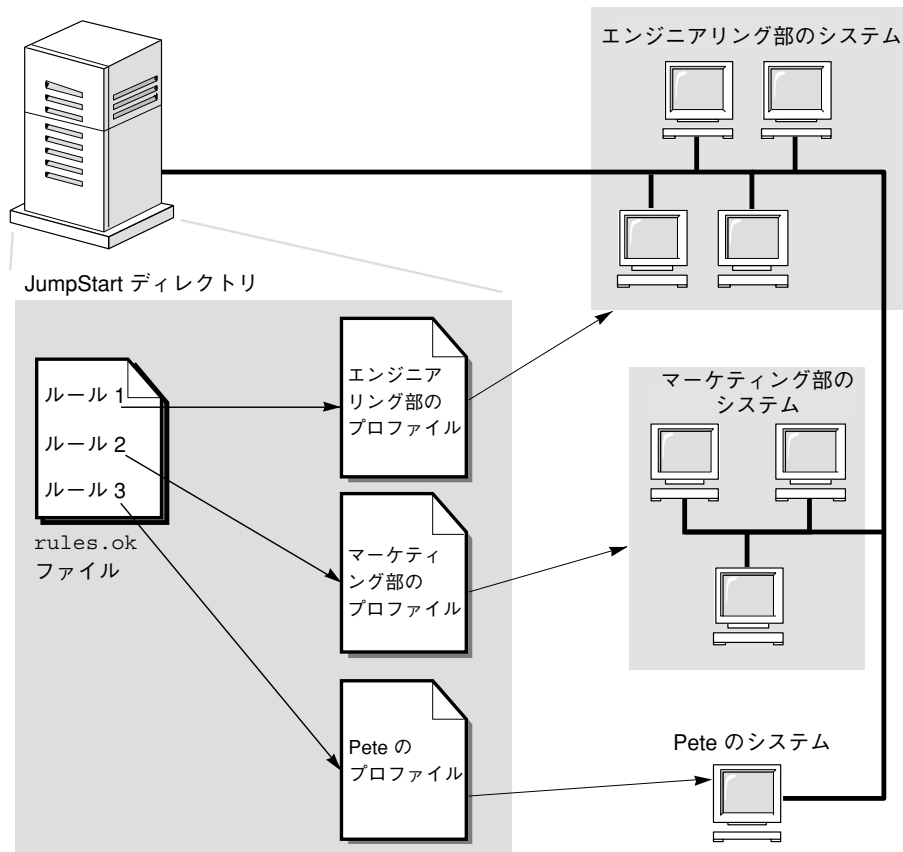 エンジニアリング部のシステム
JumpStart ディレクトリ
ルール 1
ルール 2
ルール 3
rules.ok
ファイル
エンジニア
リング部の
プロファイル
マーケティ
ング部の
プロファイル
Pete の
プロファイル
マーケティング部の
システム
Pete のシステム